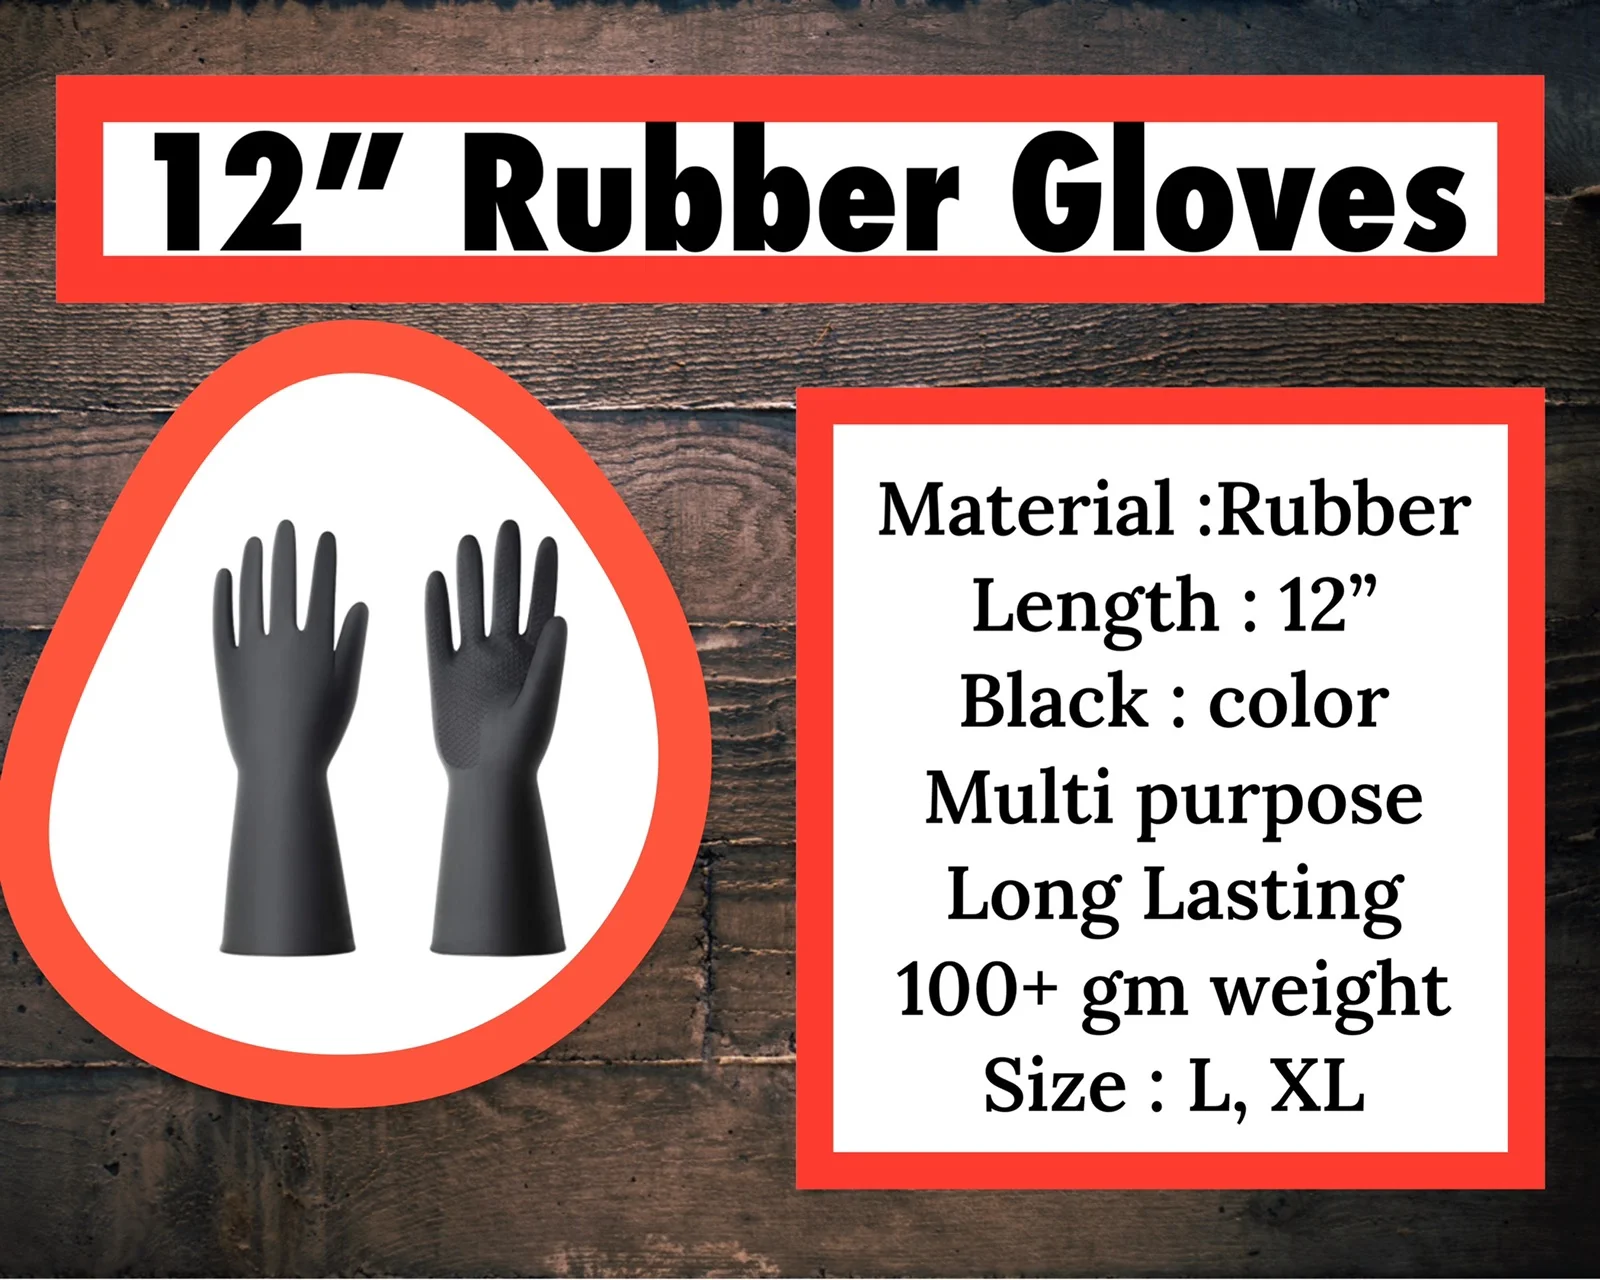 12” Rubber Gloves
Material :Rubber
Length : 12”
Black : color
Multi purpose
Long Lasting
100+ gm weight
Size : L, XL